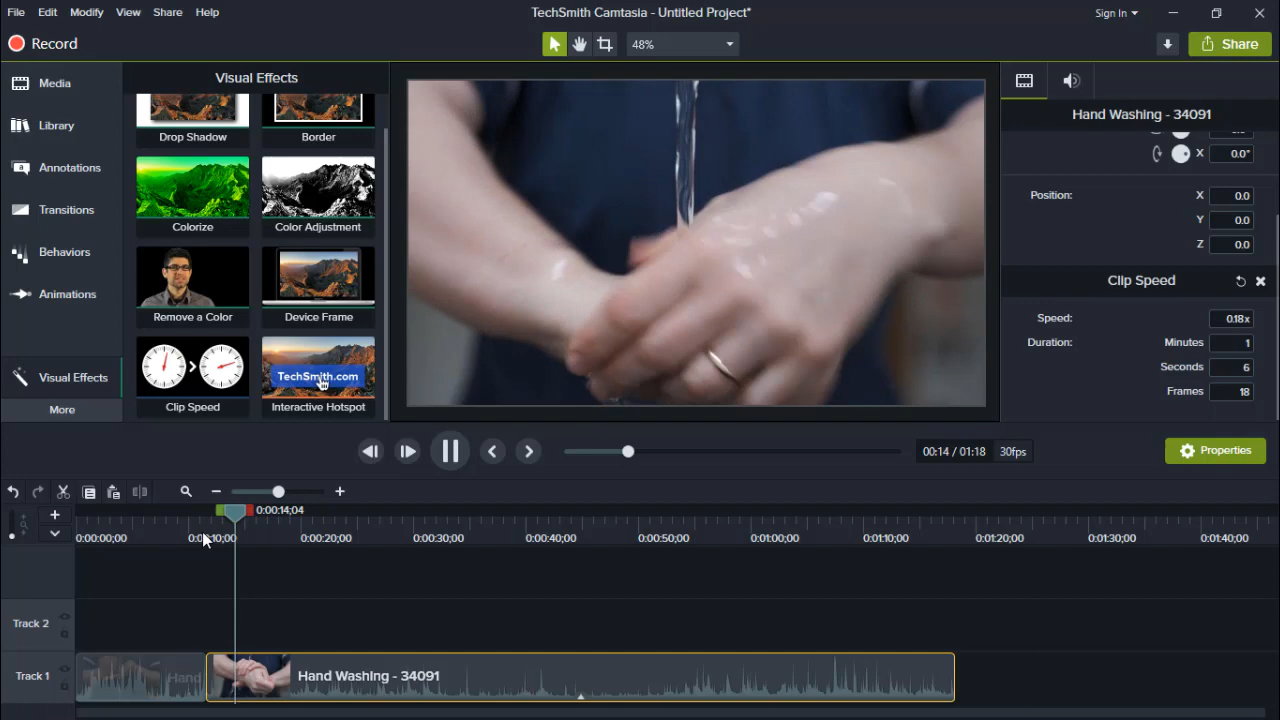 File Edit Modify View Share Help
TechSmith Camtasia - Untitled Project*
Sign In
Record
48%
Share
Media
Library
Annotations
Transitions
Behaviors
Animations
Visual Effects
More
Visual Effects
Drop Shadow Border
Colorize Color Adjustment
Remove a Color Device Frame
TechSmith.com
Clip Speed Interactive Hotspot
Hand Washing - 34091
X 0.0°
Position: X 0.0
Y 0.0
Z 0.0
Clip Speed
Speed: 0.18x
Duration: Minutes 1
Seconds 6
Frames 18
00:14 / 01:18 30fps
Properties
0:00:14;04
0:00:00;00 0:00:10;00 0:00:20;00 0:00:30;00 0:00:40;00 0:00:50;00 0:01:00;00 0:01:10;00 0:01:20;00 0:01:30;00 0:01:40;00
Track 2
Track 1
Hand
Hand Washing - 34091